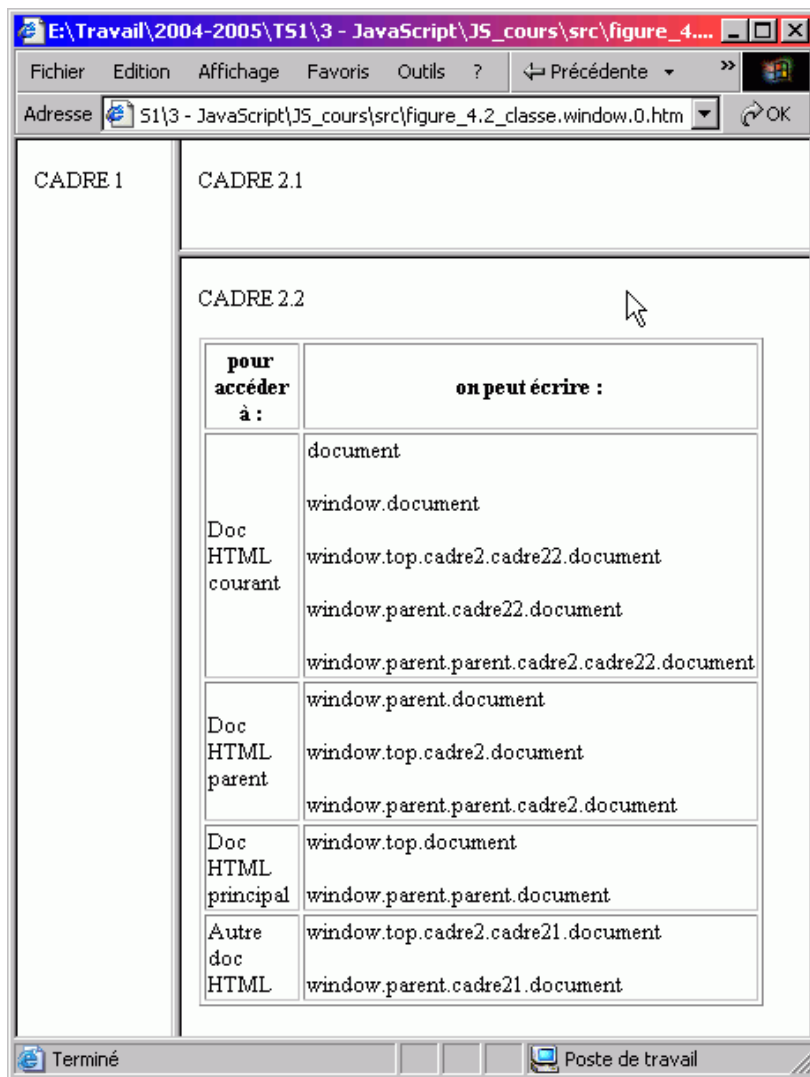 E:\Travail\2004-2005\TS1\3 - JavaScript\JS_cours\src\figure_4....
Fichier Edition Affichage Favoris Outils ? Précédente »
Adresse S1\3 - JavaScript\JS_cours\src\figure_4.2_classe.window.0.htm OK
CADRE 1
CADRE 2.1
CADRE 2.2
pour
accéder
à :
on peut écrire :
Doc
HTML
courant
document
window.document
window.top.cadre2.cadre22.document
window.parent.cadre22.document
window.parent.parent.cadre2.cadre22.document
Doc
HTML
parent
window.parent.document
window.top.cadre2.document
window.parent.parent.cadre2.document
Doc
HTML
principal
window.top.document
window.parent.parent.document
Autre
doc
HTML
window.top.cadre2.cadre21.document
window.parent.cadre21.document
Terminé
Poste de travail